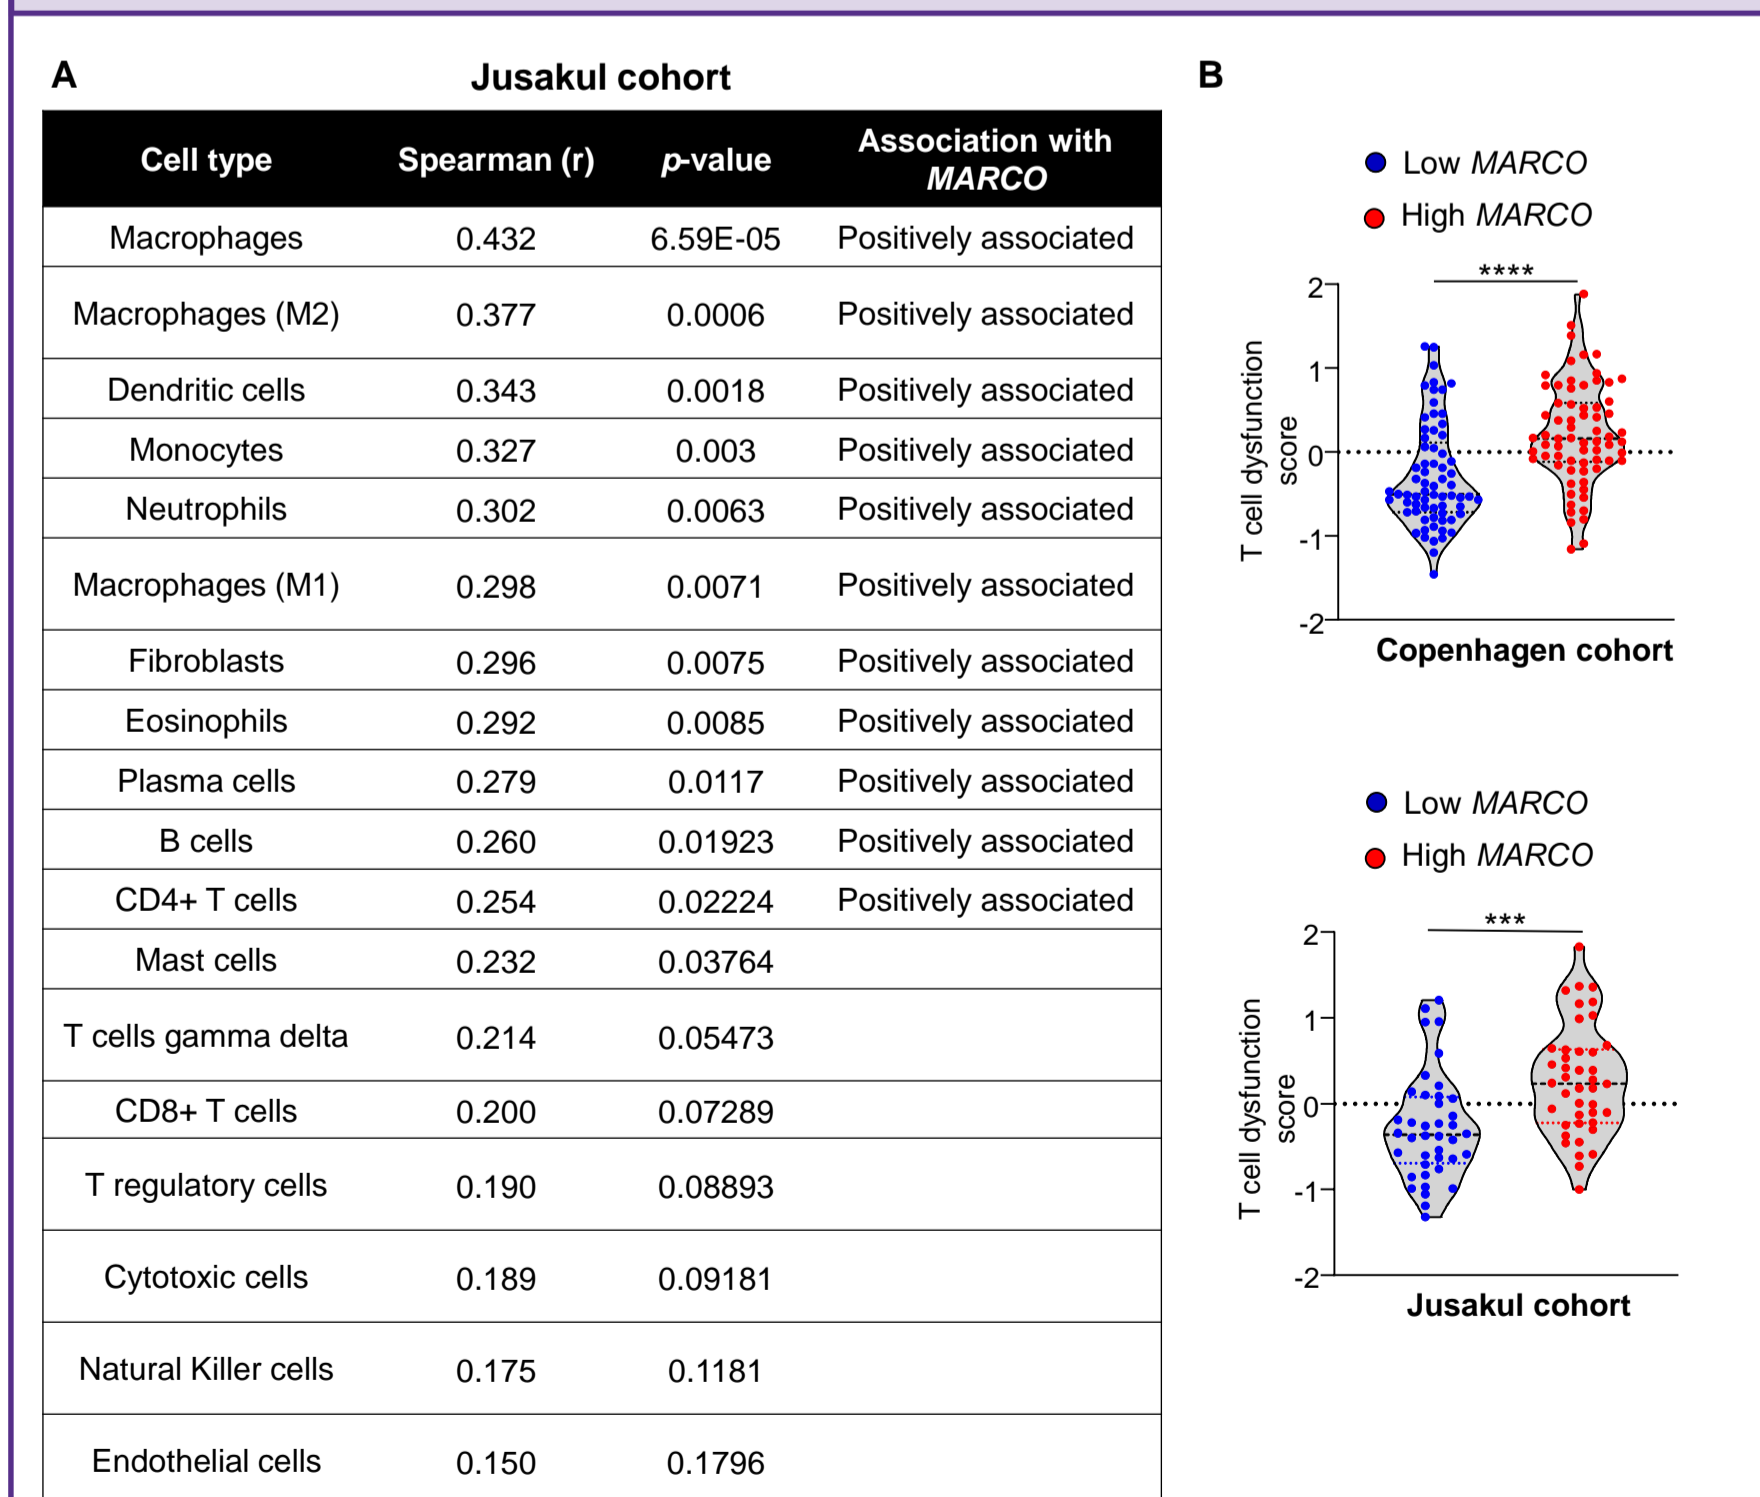 A
Jusakul cohort
Cell type Spearman (r) p-value Association with
MARCO
Macrophages 0.432 6.59E-05 Positively associated
Macrophages (M2) 0.377 0.0006 Positively associated
Dendritic cells 0.343 0.0018 Positively associated
Monocytes 0.327 0.003 Positively associated
Neutrophils 0.302 0.0063 Positively associated
Macrophages (M1) 0.298 0.0071 Positively associated
Fibroblasts 0.296 0.0075 Positively associated
Eosinophils 0.292 0.0085 Positively associated
Plasma cells 0.279 0.0117 Positively associated
B cells 0.260 0.01923 Positively associated
CD4+ T cells 0.254 0.02224 Positively associated
Mast cells 0.232 0.03764
T cells gamma delta 0.214 0.05473
CD8+ T cells 0.200 0.07289
T regulatory cells 0.190 0.08893
Cytotoxic cells 0.189 0.09181
Natural Killer cells 0.175 0.1181
Endothelial cells 0.150 0.1796
B
Low MARCO
High MARCO
****
T cell dysfunction
score
2
1
0
-1
-2
Copenhagen cohort
Low MARCO
High MARCO
***
T cell dysfunction
score
2
1
0
-1
-2
Jusakul cohort